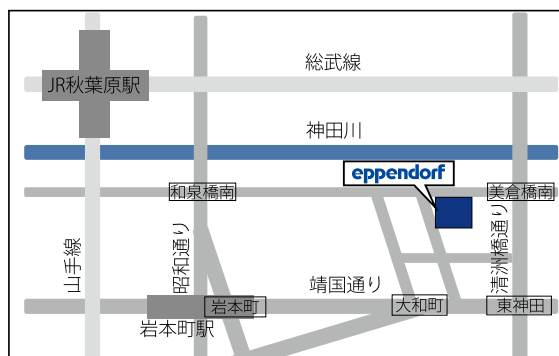 総武線
JR秋葉原駅
神田川
eppendorf
和泉橋南
美倉橋南
山手線
昭和通り
清洲橋通り
靖国通り
岩本町
大和町
東神田
岩本町駅